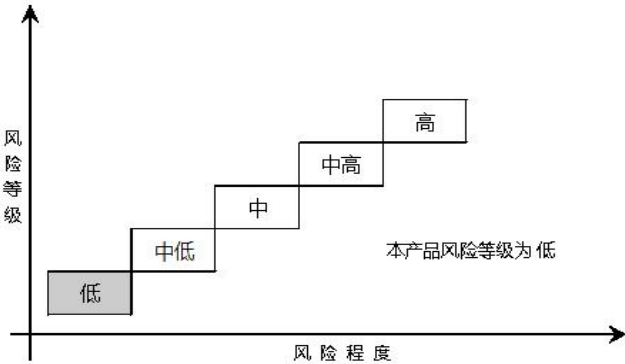 高
中高
中
中低
低
风险等级
本产品风险等级为 低
风险程度